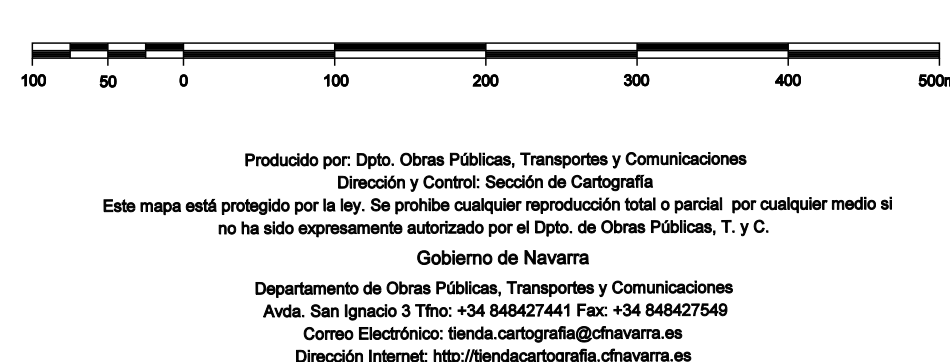 100 50 0 100 200 300 400 500m
Producido por: Dpto. Obras Públicas, Transportes y Comunicaciones
Dirección y Control: Sección de Cartografía
Este mapa está protegido por la ley. Se prohibe cualquier reproducción total o parcial por cualquier medio si
no ha sido expresamente autorizado por el Dpto. de Obras Públicas, T. y C.
Gobierno de Navarra
Departamento de Obras Públicas, Transportes y Comunicaciones
Avda. San Ignacio 3 Tfno: +34 848427441 Fax: +34 848427549
Correo Electrónico: tienda.cartografia@cfnavarra.es
Dirección Internet: http://tiendacartografia.cfnavarra.es